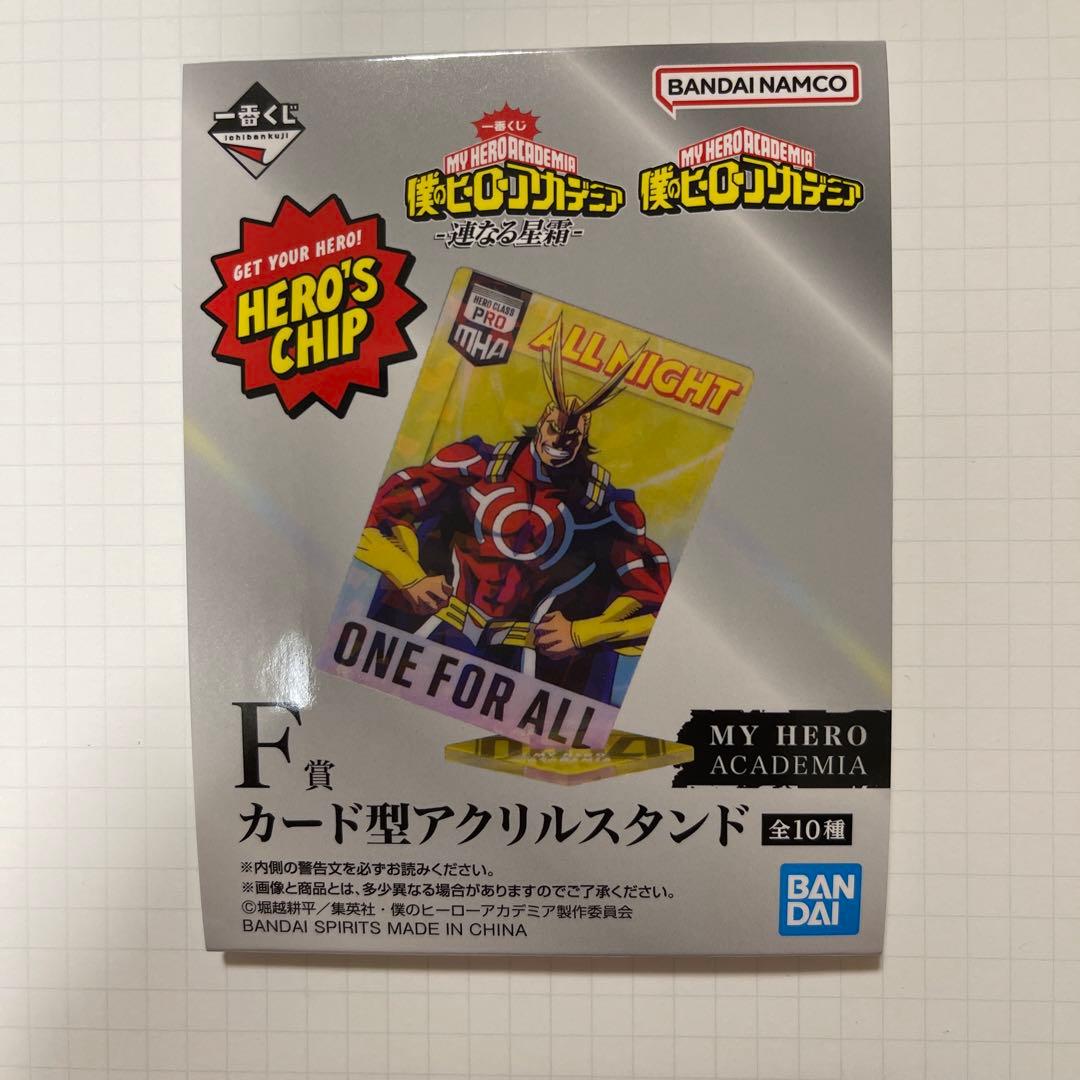 一番くじ
ichibankuji
BANDAI NAMCO
一番くじ
MY HERO ACADEMIA
僕のヒーローアカデミア
-連なる星霜-
MY HERO ACADEMIA
僕のヒーローアカデミア
GET YOUR HERO!
HERO'S
CHIP
HERO CLASS
PRO
MHA
ALL MIGHT
ONE FOR ALL
MY HERO
MY HERO
ACADEMIA
F賞
カード型アクリルスタンド 全10種
※内側の警告文を必ずお読みください。
※画像と商品とは、多少異なる場合がありますのでご了承ください。
©堀越耕平／集英社・僕のヒーローアカデミア製作委員会
BANDAI SPIRITS MADE IN CHINA
BAN
DAI